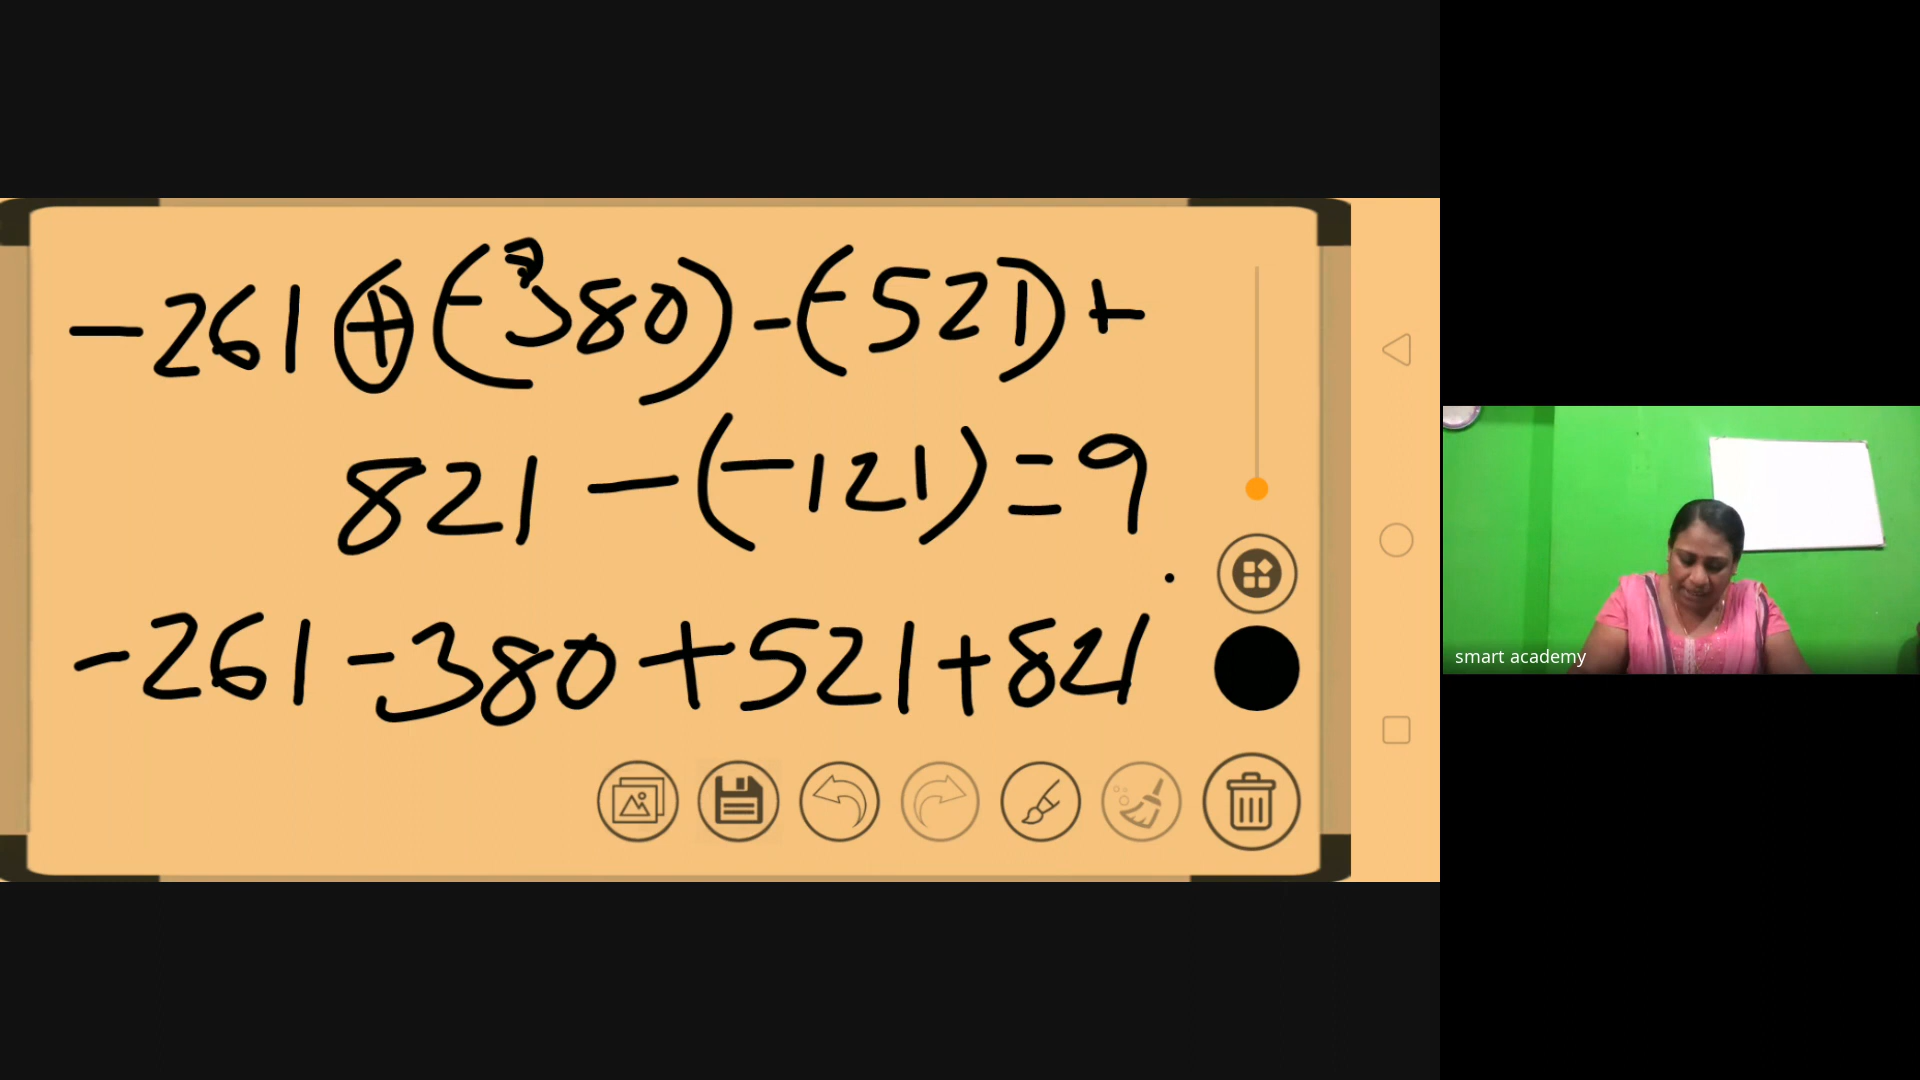 -261 + (-380) - (-521) +
821 - (-121) = 9
-261 - 380 + 521 + 821
smart academy